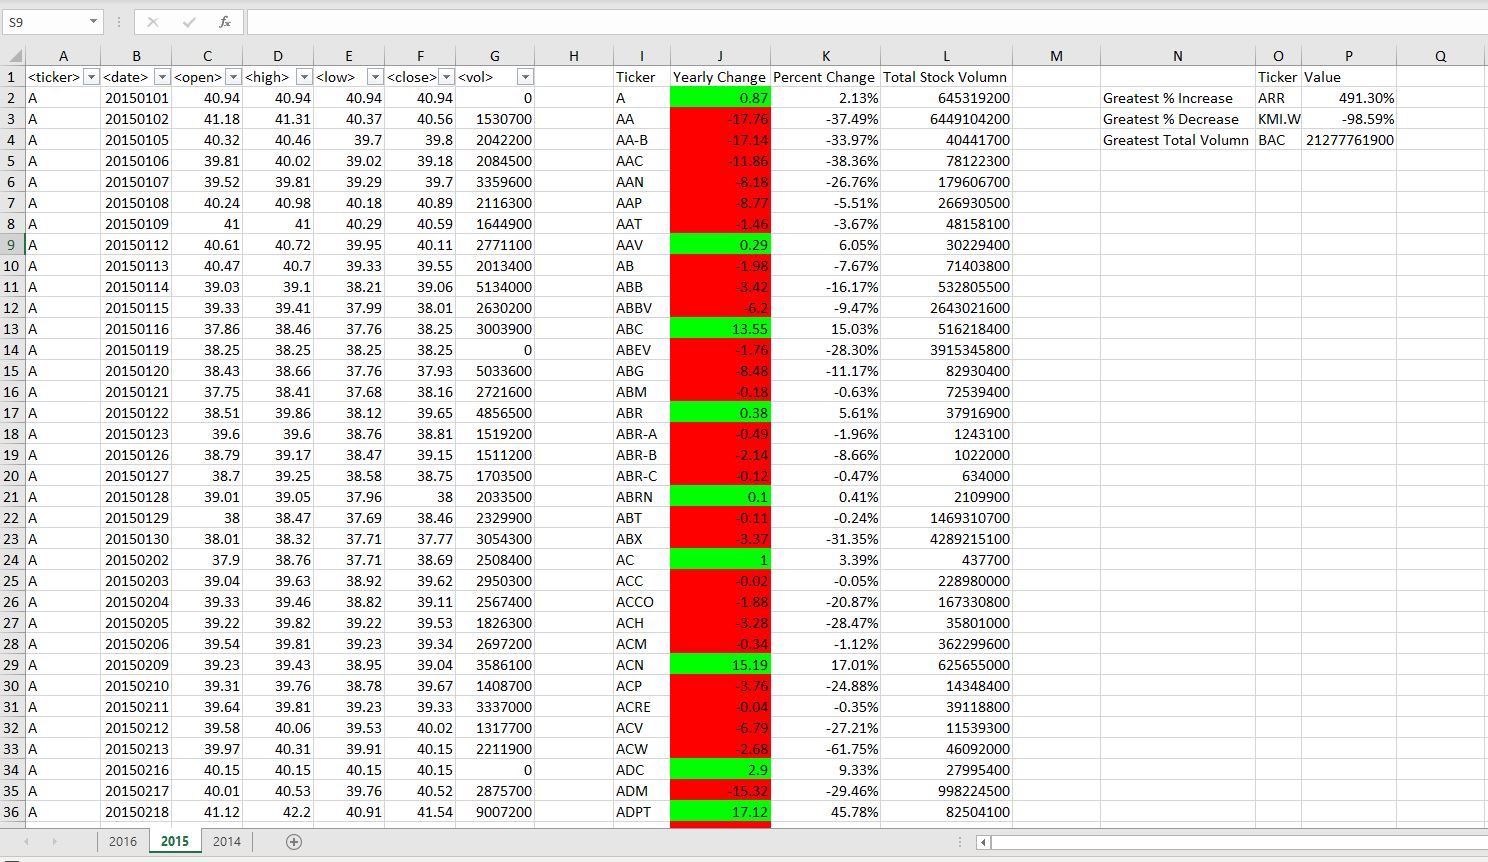 S9 fx
A B C D E F G H I J K L M N O P Q
1 <ticker> <date> <open> <high> <low> <close> <vol> Ticker Yearly Change Percent Change Total Stock Volumn Ticker Value
2 A 20150101 40.94 40.94 40.94 40.94 0 A 0.87 2.13% 645319200 Greatest % Increase ARR 491.30%
3 A 20150102 41.18 41.31 40.37 40.56 1530700 AA -17.76 -37.49% 6449104200 Greatest % Decrease KMI.W -98.59%
4 A 20150105 40.32 40.46 39.7 39.8 2042200 AA-B -17.14 -33.97% 40441700 Greatest Total Volumn BAC 21277761900
5 A 20150106 39.81 40.02 39.02 39.18 2084500 AAC -11.86 -38.36% 78122300
6 A 20150107 39.52 39.81 39.29 39.7 3359600 AAN -8.18 -26.76% 179606700
7 A 20150108 40.24 40.98 40.18 40.89 2116300 AAP -8.77 -5.51% 266930500
8 A 20150109 41 41 40.29 40.59 1644900 AAT -1.46 -3.67% 48158100
9 A 20150112 40.61 40.72 39.95 40.11 2771100 AAV 0.29 6.05% 30229400
10 A 20150113 40.47 40.7 39.33 39.55 2013400 AB -1.98 -7.67% 71403800
11 A 20150114 39.03 39.1 38.21 39.06 5134000 ABB -3.42 -16.17% 532805500
12 A 20150115 39.33 39.41 37.99 38.01 2630200 ABBV -6.2 -9.47% 2643021600
13 A 20150116 37.86 38.46 37.76 38.25 3003900 ABC 13.55 15.03% 516218400
14 A 20150119 38.25 38.25 38.25 38.25 0 ABEV -1.76 -28.30% 3915345800
15 A 20150120 38.43 38.66 37.76 37.93 5033600 ABG -8.48 -11.17% 82930400
16 A 20150121 37.75 38.41 37.68 38.16 2721600 ABM -0.18 -0.63% 72539400
17 A 20150122 38.51 39.86 38.12 39.65 4856500 ABR 0.38 5.61% 37916900
18 A 20150123 39.6 39.6 38.76 38.81 1519200 ABR-A -0.49 -1.96% 1243100
19 A 20150126 38.79 39.17 38.47 39.15 1511200 ABR-B -2.14 -8.66% 1022000
20 A 20150127 38.7 39.25 38.58 38.75 1703500 ABR-C -0.12 -0.47% 634000
21 A 20150128 39.01 39.05 37.96 38 2033500 ABRN 0.1 0.41% 2109900
22 A 20150129 38 38.47 37.69 38.46 2329900 ABT -0.11 -0.24% 1469310700
23 A 20150130 38.01 38.32 37.71 37.77 3054300 ABX -3.37 -31.35% 4289215100
24 A 20150202 37.9 38.76 37.71 38.69 2508400 AC 1 3.39% 437700
25 A 20150203 39.04 39.63 38.92 39.62 2950300 ACC -0.02 -0.05% 228980000
26 A 20150204 39.33 39.46 38.82 39.11 2567400 ACCO -1.88 -20.87% 167330800
27 A 20150205 39.22 39.82 39.22 39.53 1826300 ACH -3.28 -28.47% 35801000
28 A 20150206 39.54 39.81 39.23 39.34 2697200 ACM -0.34 -1.12% 362299600
29 A 20150209 39.23 39.43 38.95 39.04 3586100 ACN 15.19 17.01% 625655000
30 A 20150210 39.31 39.76 38.78 39.67 1408700 ACP -3.76 -24.88% 14348400
31 A 20150211 39.64 39.81 39.23 39.33 3337000 ACRE -0.04 -0.35% 39118800
32 A 20150212 39.58 40.06 39.53 40.02 1317700 ACV -6.79 -27.21% 11539300
33 A 20150213 39.97 40.31 39.91 40.15 2211900 ACW -2.68 -61.75% 46092000
34 A 20150216 40.15 40.15 40.15 40.15 0 ADC 2.9 9.33% 27995400
35 A 20150217 40.01 40.53 39.76 40.52 2875700 ADM -15.32 -29.46% 998224500
36 A 20150218 41.12 42.2 40.91 41.54 9007200 ADPT 17.12 45.78% 82504100
2016 2015 2014